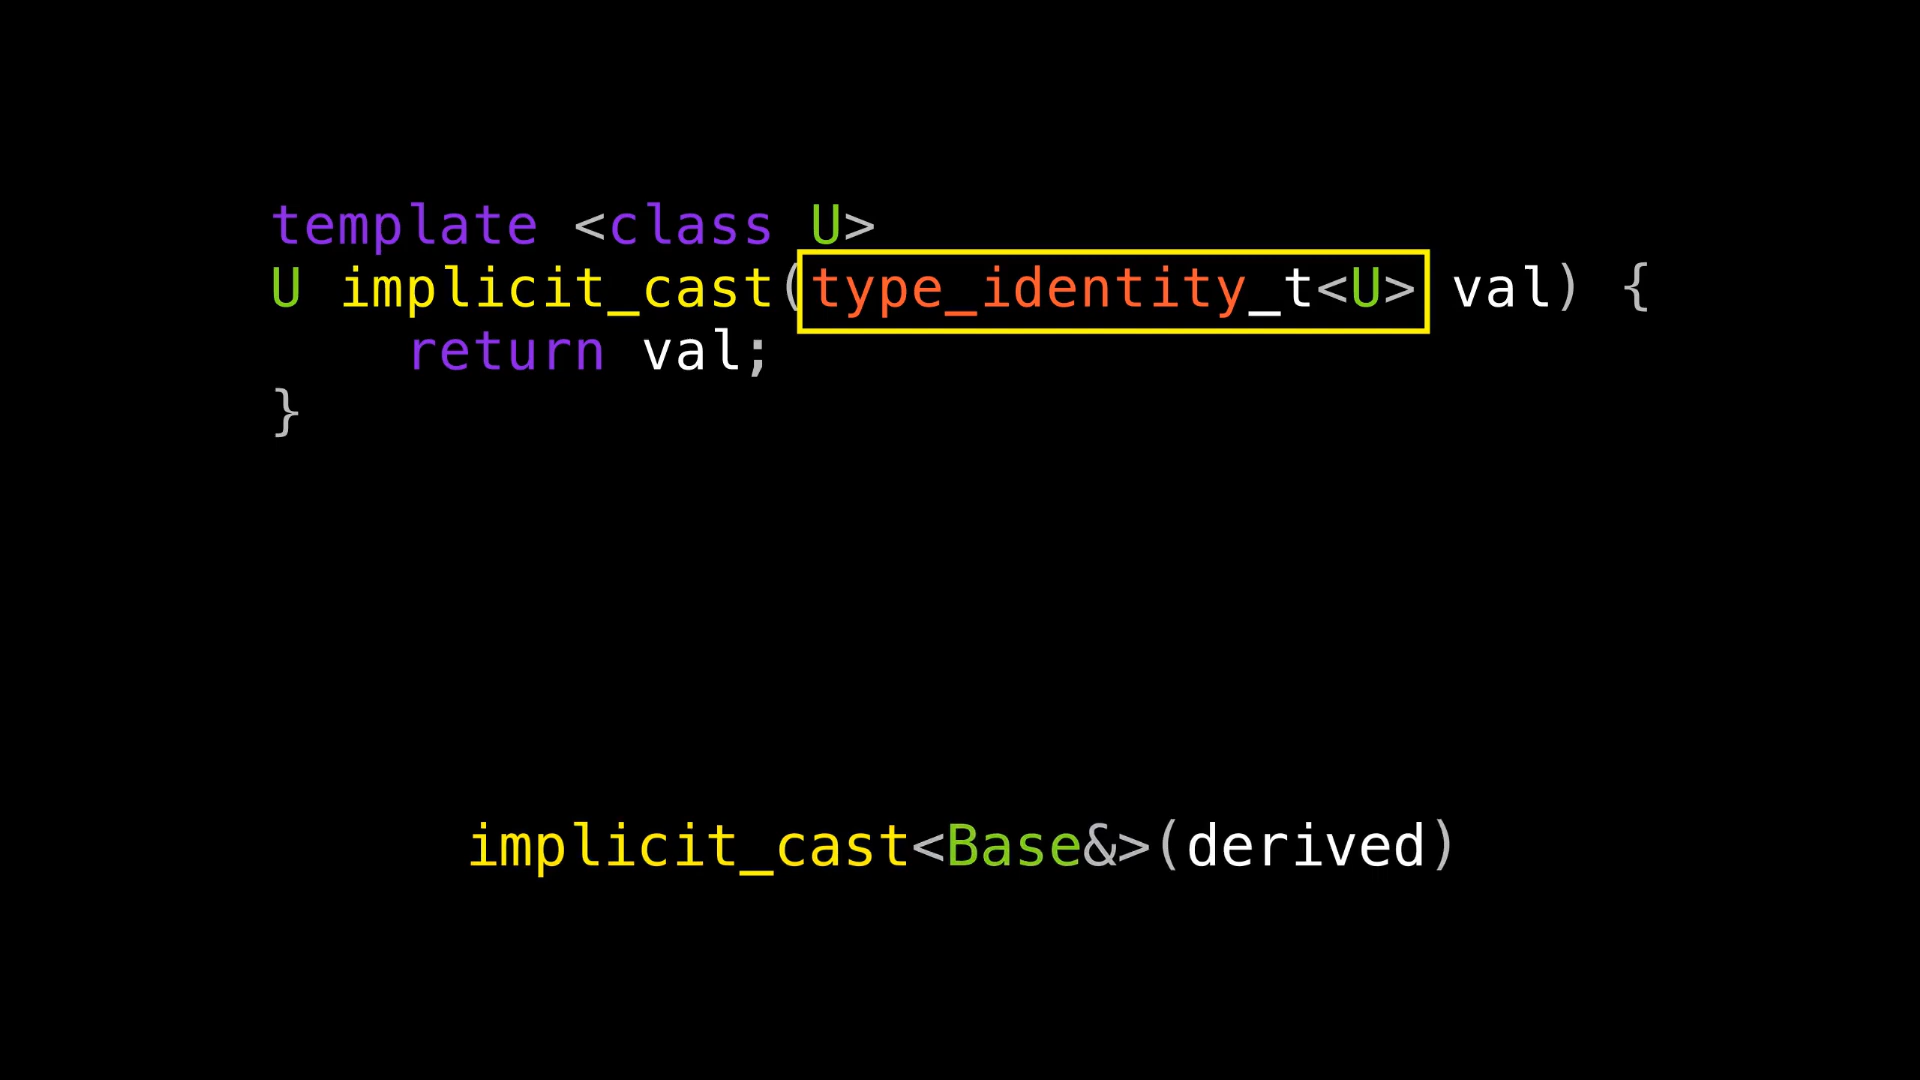 template <class U>
U implicit_cast(type_identity_t<U> val) {
    return val;
}
implicit_cast<Base&>(derived)